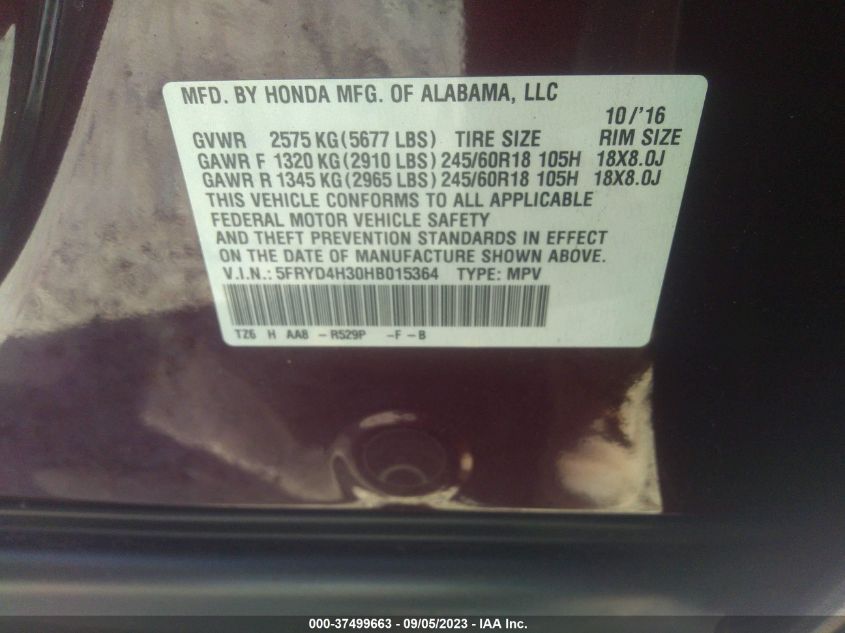 MFD. BY HONDA MFG. OF ALABAMA, LLC
10/'16
GVWR 2575 KG(5677 LBS) TIRE SIZE RIM SIZE
GAWR F 1320 KG(2910 LBS) 245/60R18 105H 18X8.0J
GAWR R 1345 KG(2965 LBS) 245/60R18 105H 18X8.0J
THIS VEHICLE CONFORMS TO ALL APPLICABLE
FEDERAL MOTOR VEHICLE SAFETY
AND THEFT PREVENTION STANDARDS IN EFFECT
ON THE DATE OF MANUFACTURE SHOWN ABOVE.
V.I.N.: 5FRYD4H30HB015364 TYPE: MPV
TZ6 H AA8 - R529P -F - B
000-37499663 - 09/05/2023 - IAA Inc.